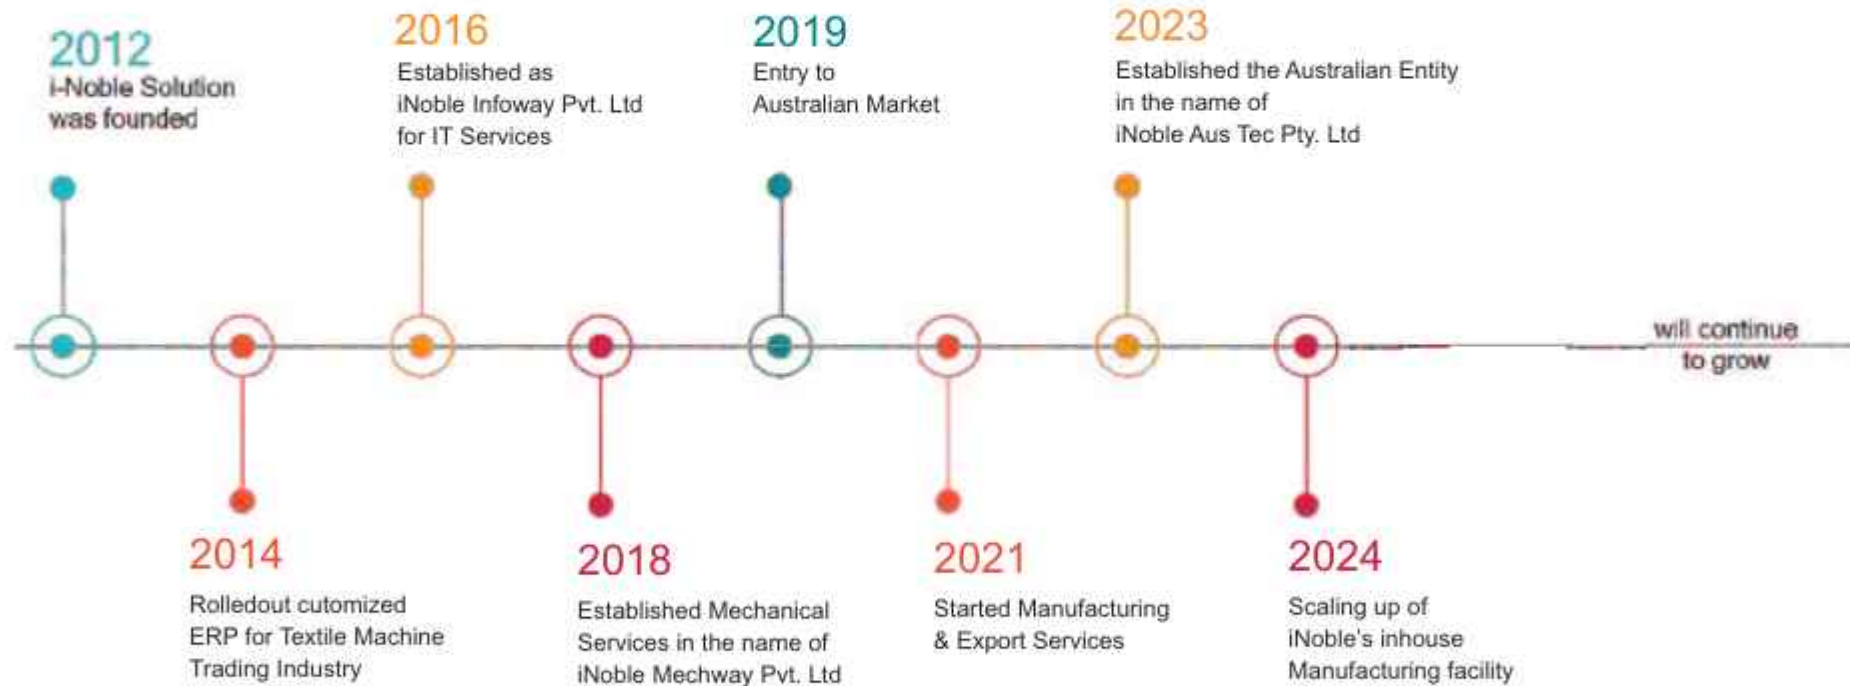 2012
i-Noble Solution
was founded
2016
Established as
iNoble Infoway Pvt. Ltd
for IT Services
2019
Entry to
Australian Market
2023
Established the Australian Entity
in the name of
iNoble Aus Tec Pty. Ltd
will continue
to grow
2014
Rolledout cutomized
ERP for Textile Machine
Trading Industry
2018
Established Mechanical
Services in the name of
iNoble Mechway Pvt. Ltd
2021
Started Manufacturing
& Export Services
2024
Scaling up of
iNoble's inhouse
Manufacturing facility